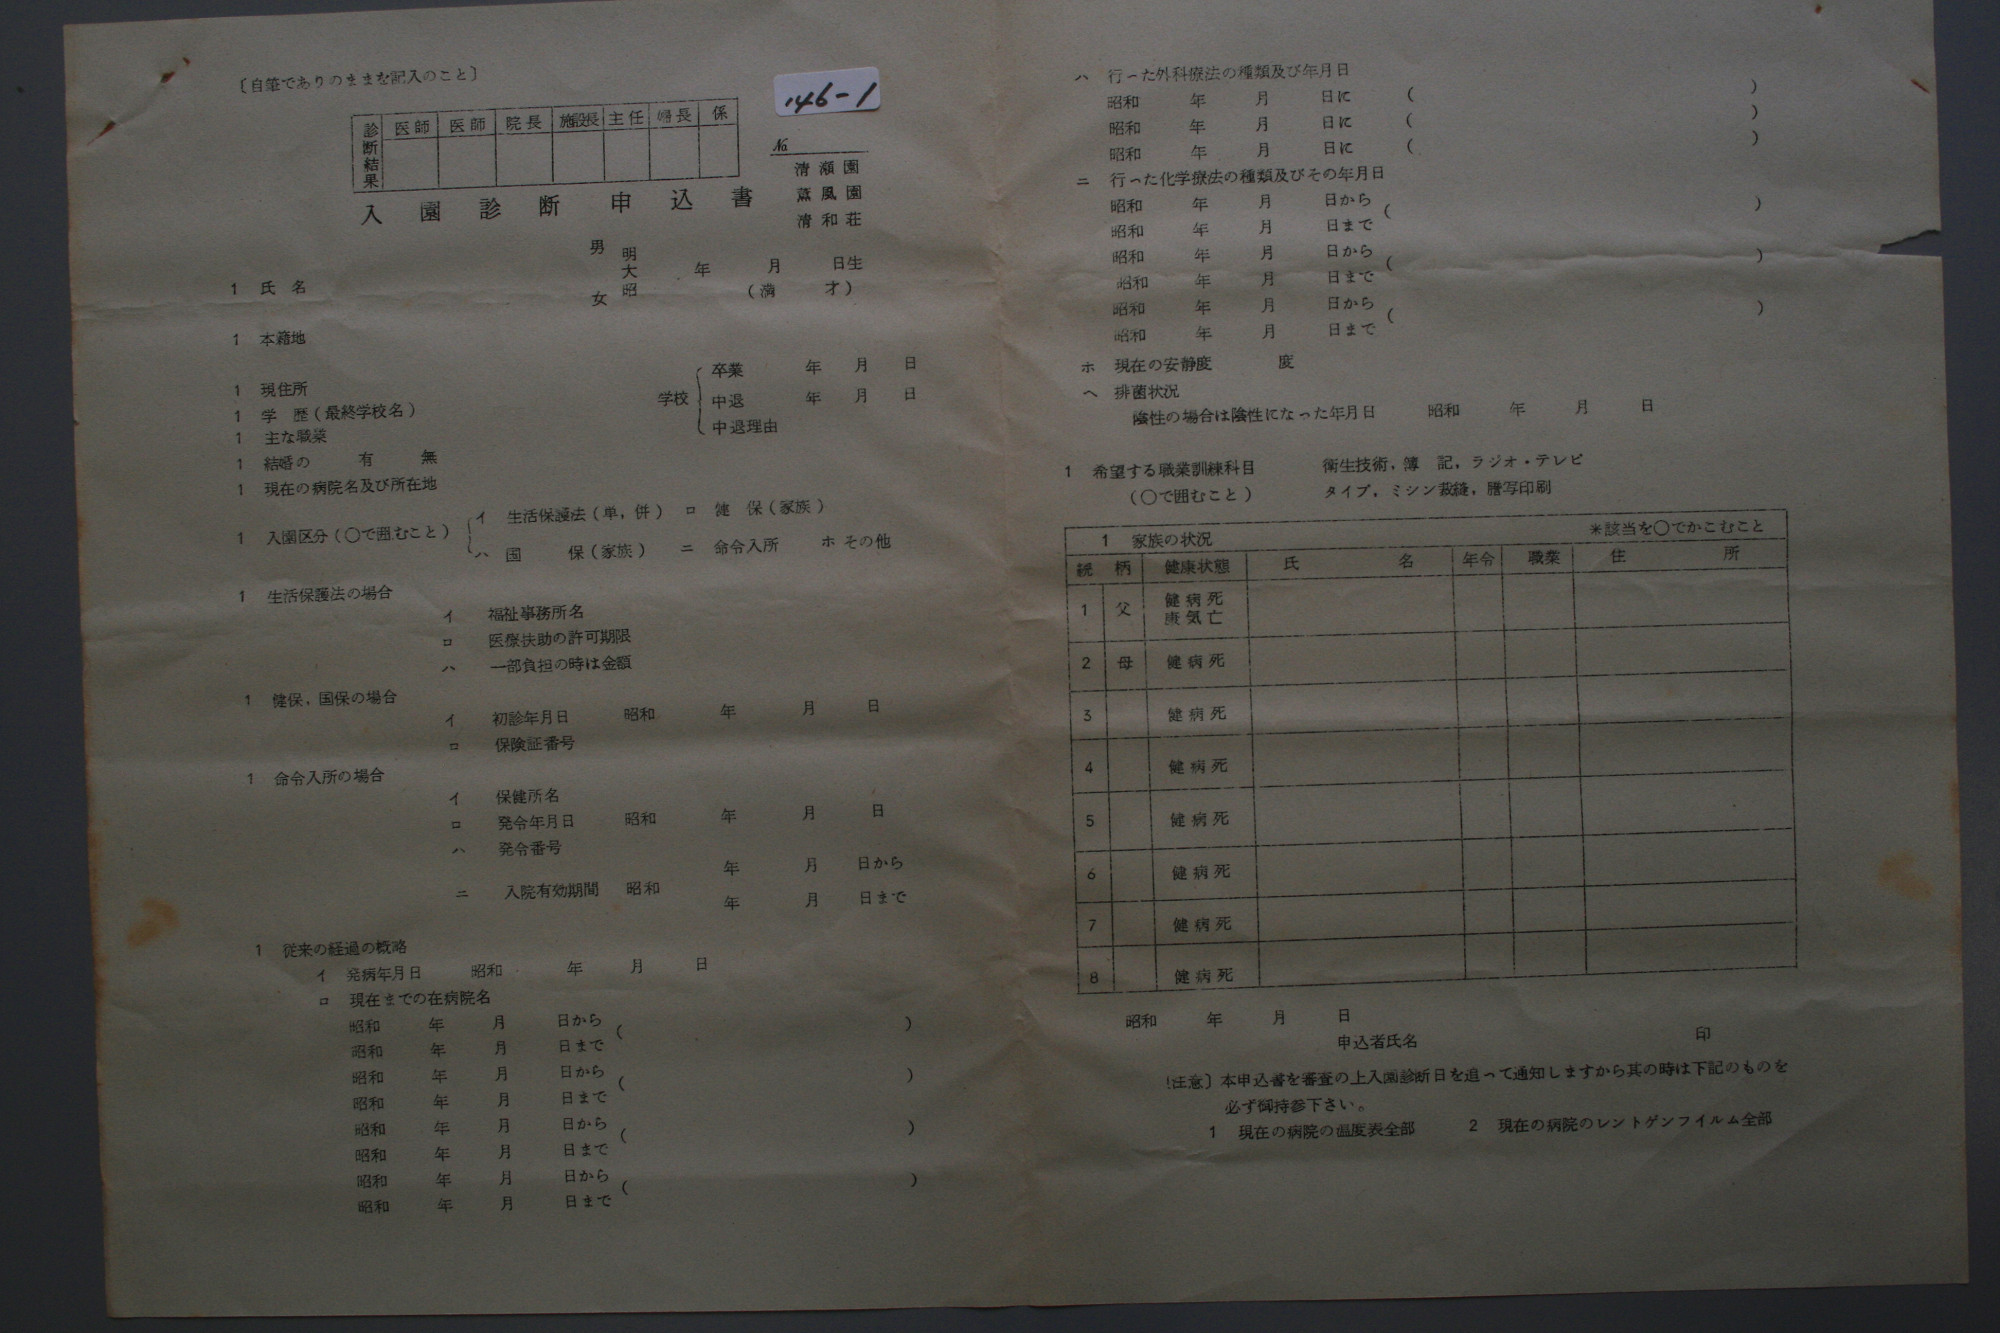 〔自筆でありのままを記入のこと〕
146-1
診断結果 医師 医師 院長 施設長 主任 婦長 係
№
清瀬園
薫風園
清和荘
入園診断申込書
1 氏名 男 女 明 大 昭 年 月 日生 (満 才)
1 本籍地
1 現住所
1 学歴(最終学校名) 学校 卒業 年 月 日
中退 年 月 日
中退理由
1 主な職業
1 結婚の 有 無
1 現在の病院名及び所在地
1 入園区分(○で囲むこと) イ 生活保護法(単,併) ロ 健保(家族)
ハ 国保(家族) ニ 命令入所 ホ その他
1 生活保護法の場合
イ 福祉事務所名
ロ 医療扶助の許可期限
ハ 一部負担の時は金額
1 健保,国保の場合
イ 初診年月日 昭和 年 月 日
ロ 保険証番号
1 命令入所の場合
イ 保健所名
ロ 発令年月日 昭和 年 月 日
ハ 発令番号
ニ 入院有効期間 昭和 年 月 日から
年 月 日まで
1 従来の経過の概略
イ 発病年月日 昭和 年 月 日
ロ 現在までの在病院名
昭和 年 月 日から ( )
昭和 年 月 日まで
昭和 年 月 日から ( )
昭和 年 月 日まで
昭和 年 月 日から ( )
昭和 年 月 日まで
昭和 年 月 日から ( )
昭和 年 月 日まで
ハ 行った外科療法の種類及び年月日
昭和 年 月 日に ( )
昭和 年 月 日に ( )
昭和 年 月 日に ( )
ニ 行った化学療法の種類及びその年月日
昭和 年 月 日から ( )
昭和 年 月 日まで
昭和 年 月 日から ( )
昭和 年 月 日まで
昭和 年 月 日から ( )
昭和 年 月 日まで
ホ 現在の安静度 度
ヘ 排菌状況
陰性の場合は陰性になった年月日 昭和 年 月 日
1 希望する職業訓練科目 衛生技術,簿 記,ラジオ・テレビ
(○で囲むこと) タイプ,ミシン裁縫,謄写印刷
1 家族の状況 *該当を○でかこむこと
続柄 健康状態 氏名 年令 職業 住所
1 父 健康 病気 死亡
2 母 健 病 死
3 健 病 死
4 健 病 死
5 健 病 死
6 健 病 死
7 健 病 死
8 健 病 死
昭和 年 月 日
申込者氏名 印
〔注意〕本申込書を審査の上入園診断日を追って通知しますから其の時は下記のものを
必ず御持参下さい。
1 現在の病院の温度表全部 2 現在の病院のレントゲンフイルム全部